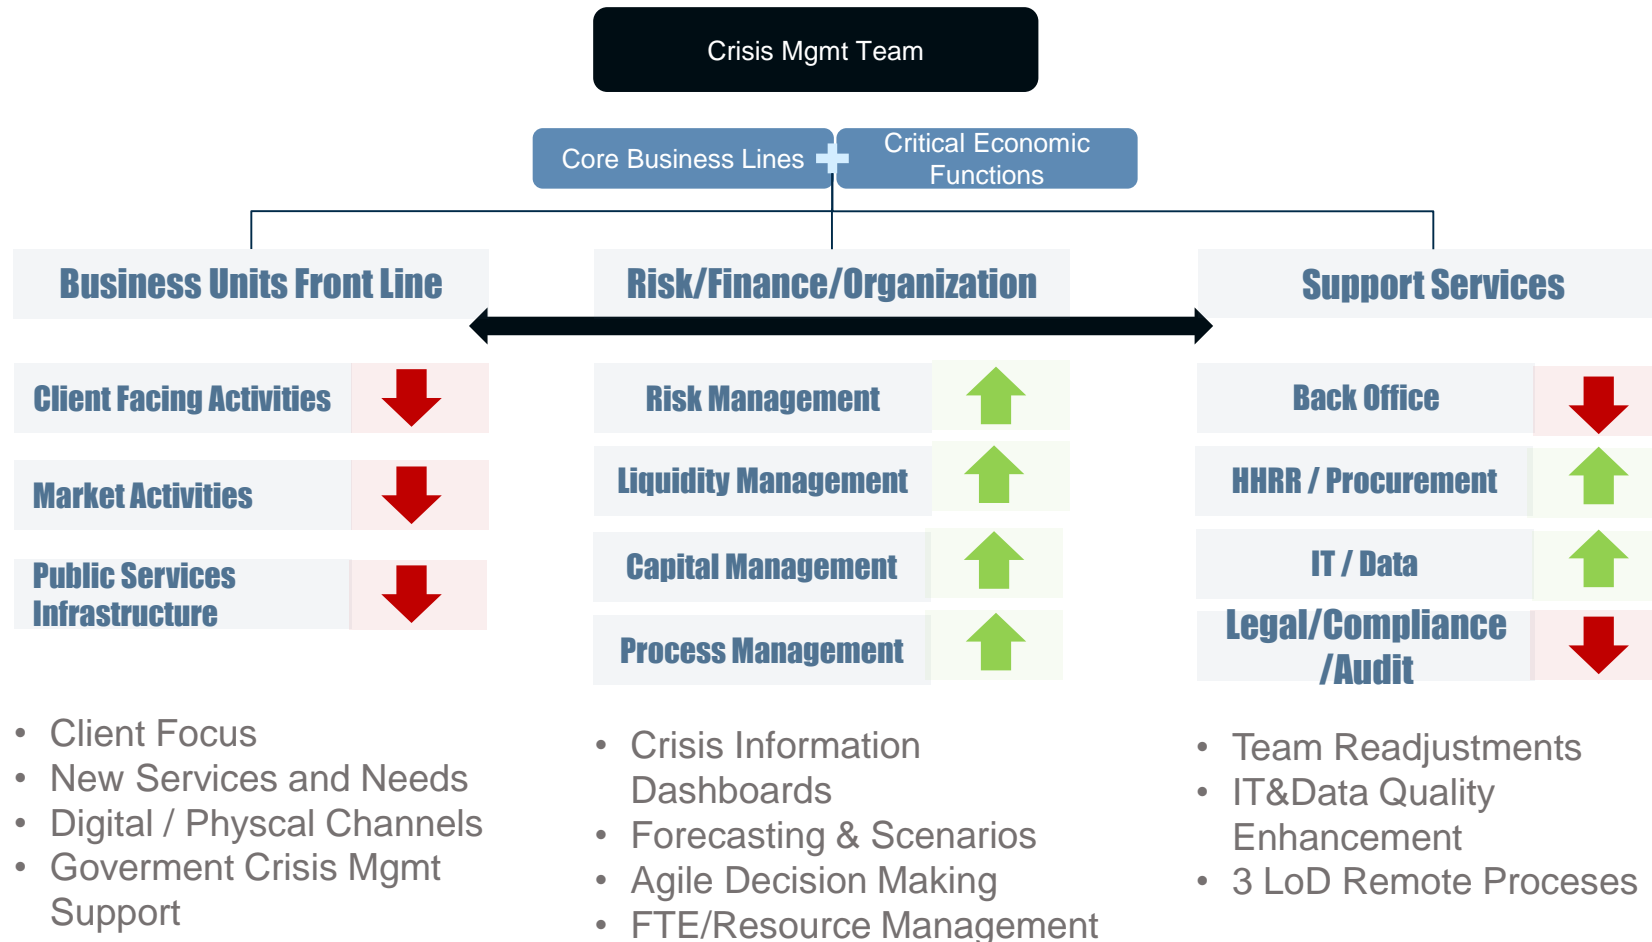 Crisis Mgmt Team
Core Business Lines
Critical Economic
Functions
Business Units Front Line
Risk/Finance/Organization
Support Services
Client Facing Activities
Market Activities
Public Services
Infrastructure
Risk Management
Liquidity Management
Capital Management
Process Management
Back Office
HHRR / Procurement
IT / Data
Legal/Compliance
/Audit
• Client Focus
• New Services and Needs
• Digital / Physcal Channels
• Goverment Crisis Mgmt
Support
• Crisis Information
Dashboards
• Forecasting & Scenarios
• Agile Decision Making
• FTE/Resource Management
• Team Readjustments
• IT&Data Quality
Enhancement
• 3 LoD Remote Proceses